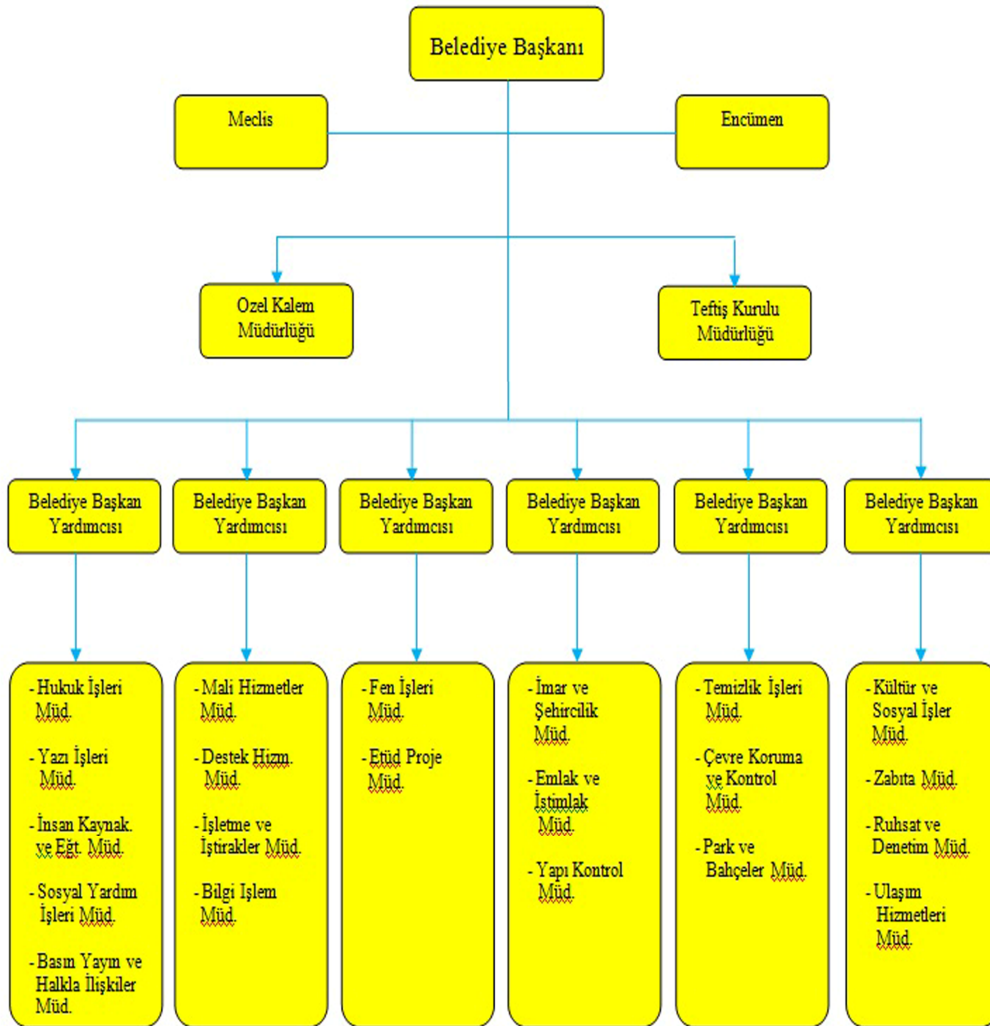 Belediye Başkanı
Meclis
Encümen
Ozel Kalem
Müdürlüğü
Teftiş Kurulu
Müdürlüğü
Belediye Başkan
Yardımcısı
Belediye Başkan
Yardımcısı
Belediye Başkan
Yardımcısı
Belediye Başkan
Yardımcısı
Belediye Başkan
Yardımcısı
Belediye Başkan
Yardımcısı
- Hukuk İşleri
Müd.
- Yazı İşleri
Müd.
- İnsan Kaynak.
ve Eğt. Müd.
- Sosyal Yardım
İşleri Müd.
- Basın Yayın ve
Halkla İlişkiler
Müd.
- Mali Hizmetler
Müd.
- Destek Hizm.
Müd.
- İşletme ve
İştirakler Müd.
- Bilgi Işlem
Müd.
- Fen İşleri
Müd.
- Etüd Proje
Müd.
- İmar ve
Şehircilik
Müd.
- Emlak ve
İstimlak
Müd.
- Yapı Kontrol
Müd.
- Temizlik İşleri
Müd.
- Çevre Koruma
ve Kontrol
Müd.
- Park ve
Bahçeler Müd.
- Kültür ve
Sosyal İşler
Müd.
- Zabıta Müd.
- Ruhsat ve
Denetim Müd.
- Ulaşım
Hizmetleri
Müd.